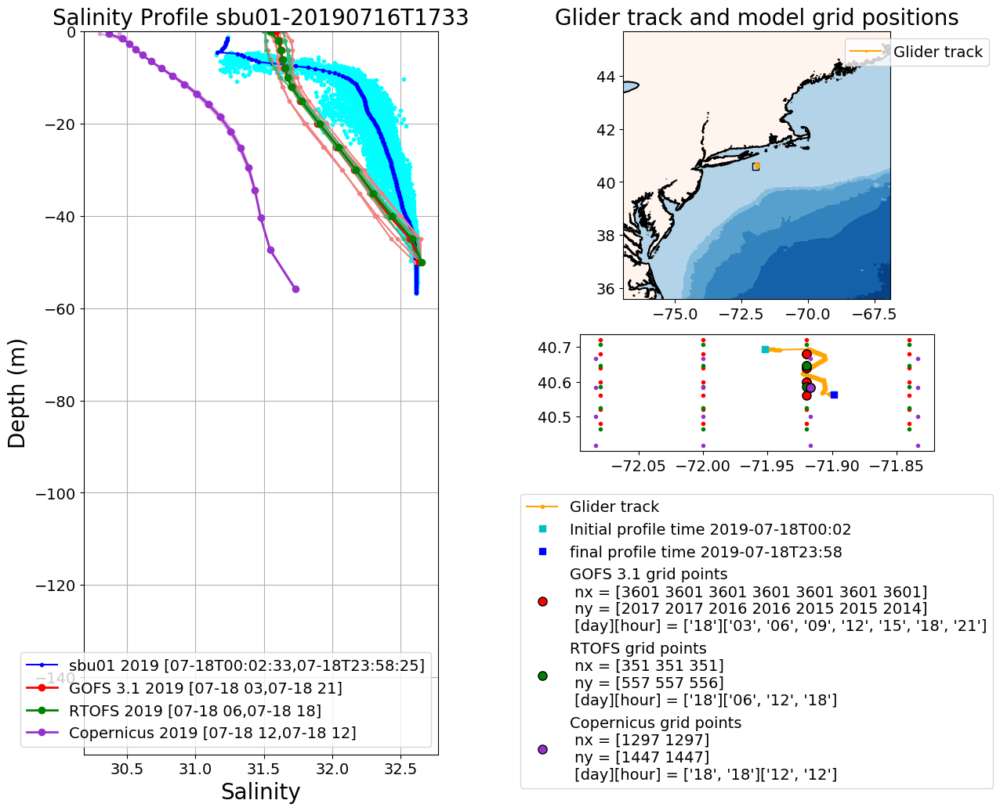 Salinity Profile sbu01-20190716T1733
0
−20
−40
−60
−80
−100
−120
−140
Depth (m)
30.5 31.0 31.5 32.0 32.5
Salinity
sbu01 2019 [07-18T00:02:33,07-18T23:58:25]
GOFS 3.1 2019 [07-18 03,07-18 21]
RTOFS 2019 [07-18 06,07-18 18]
Copernicus 2019 [07-18 12,07-18 12]
Glider track and model grid positions
Glider track
44
42
40
38
36
−75.0 −72.5 −70.0 −67.5
40.7
40.6
40.5
−72.05 −72.00 −71.95 −71.90 −71.85
Glider track
Initial profile time 2019-07-18T00:02
final profile time 2019-07-18T23:58
GOFS 3.1 grid points
nx = [3601 3601 3601 3601 3601 3601 3601]
ny = [2017 2017 2016 2016 2015 2015 2014]
[day][hour] = ['18']['03', '06', '09', '12', '15', '18', '21']
RTOFS grid points
nx = [351 351 351]
ny = [557 557 556]
[day][hour] = ['18']['06', '12', '18']
Copernicus grid points
nx = [1297 1297]
ny = [1447 1447]
[day][hour] = ['18', '18']['12', '12']